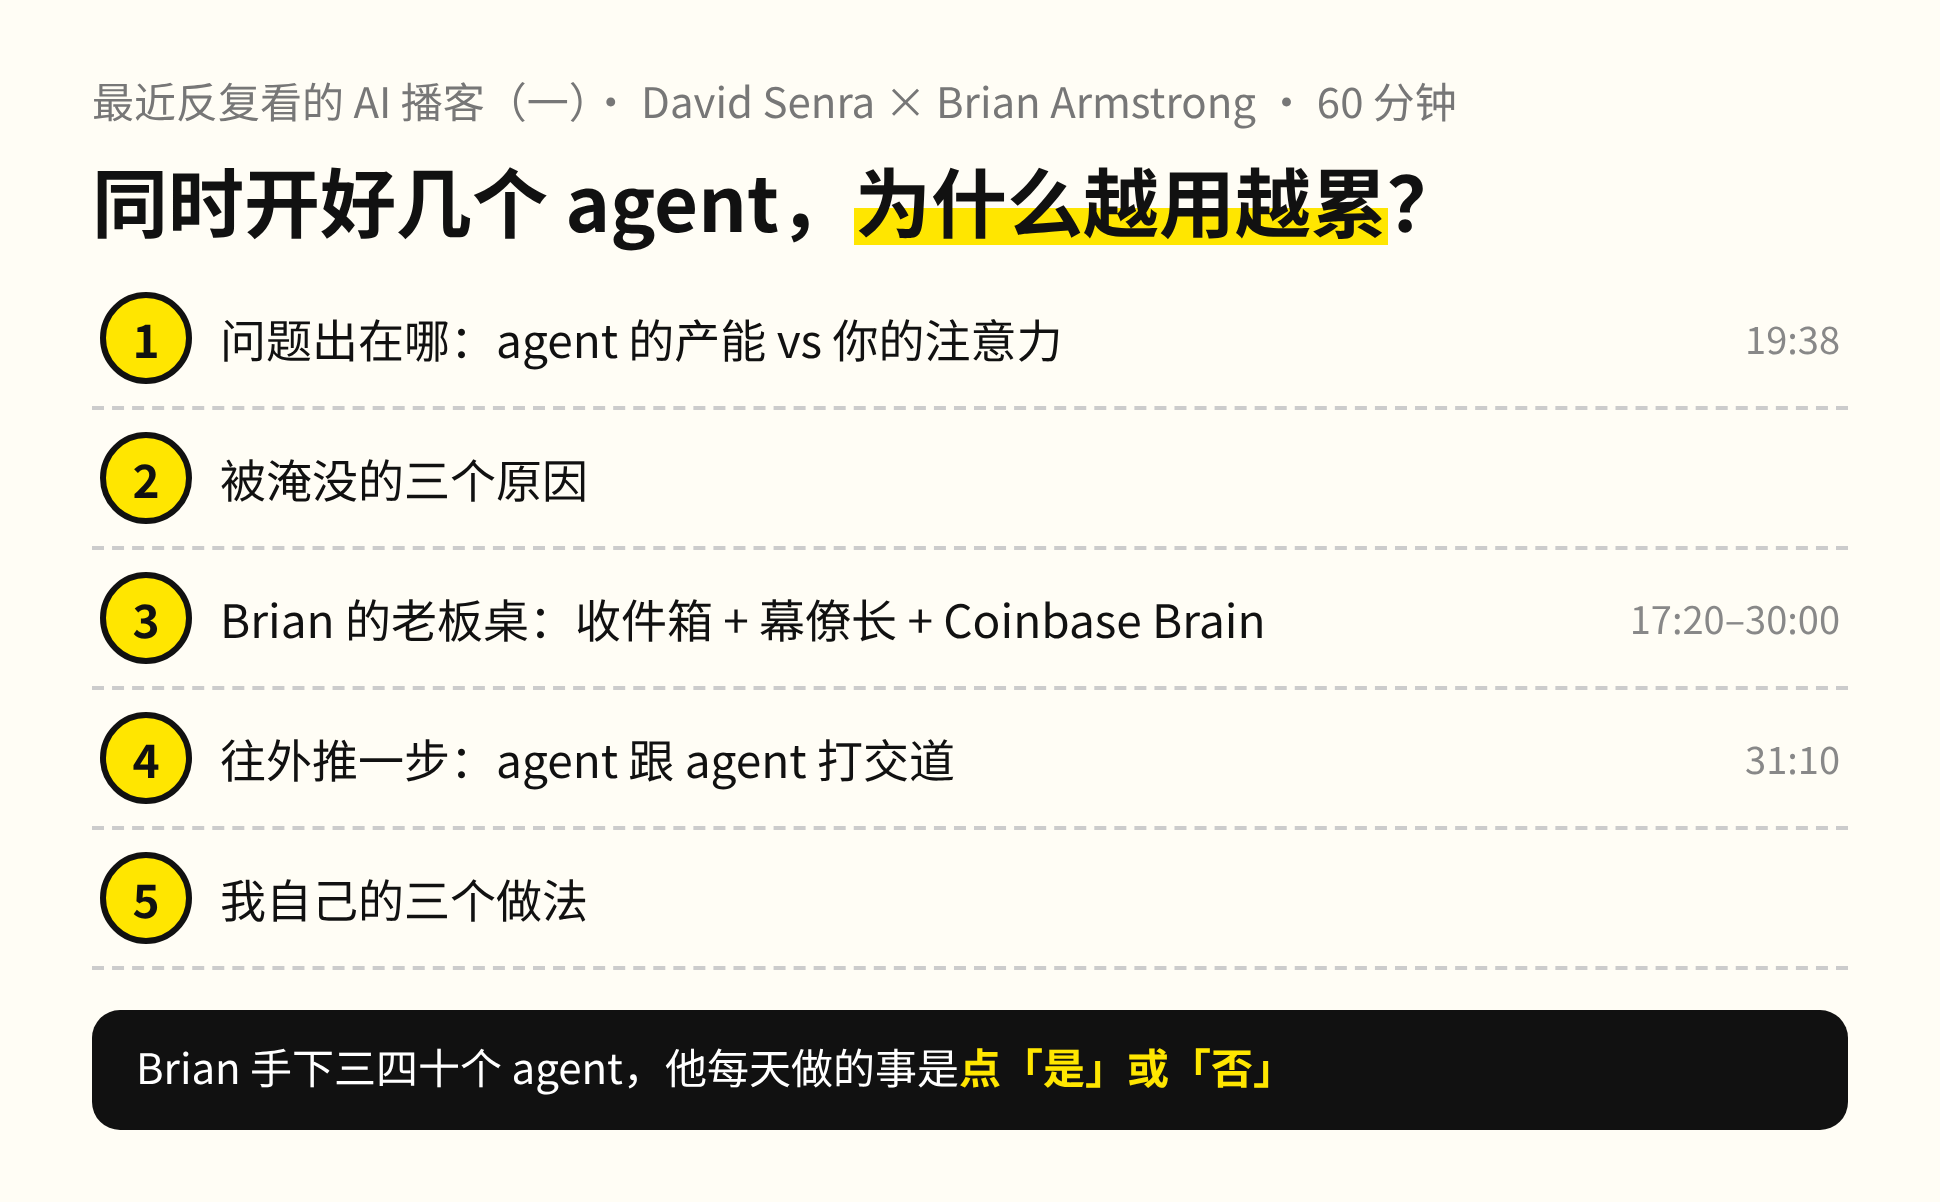 最近反复看的 AI 播客（一）· David Senra × Brian Armstrong · 60 分钟
同时开好几个 agent，为什么越用越累？
1 问题出在哪：agent 的产能 vs 你的注意力 19:38
2 被淹没的三个原因
3 Brian 的老板桌：收件箱 + 幕僚长 + Coinbase Brain 17:20–30:00
4 往外推一步：agent 跟 agent 打交道 31:10
5 我自己的三个做法
Brian 手下三四十个 agent，他每天做的事是点「是」或「否」